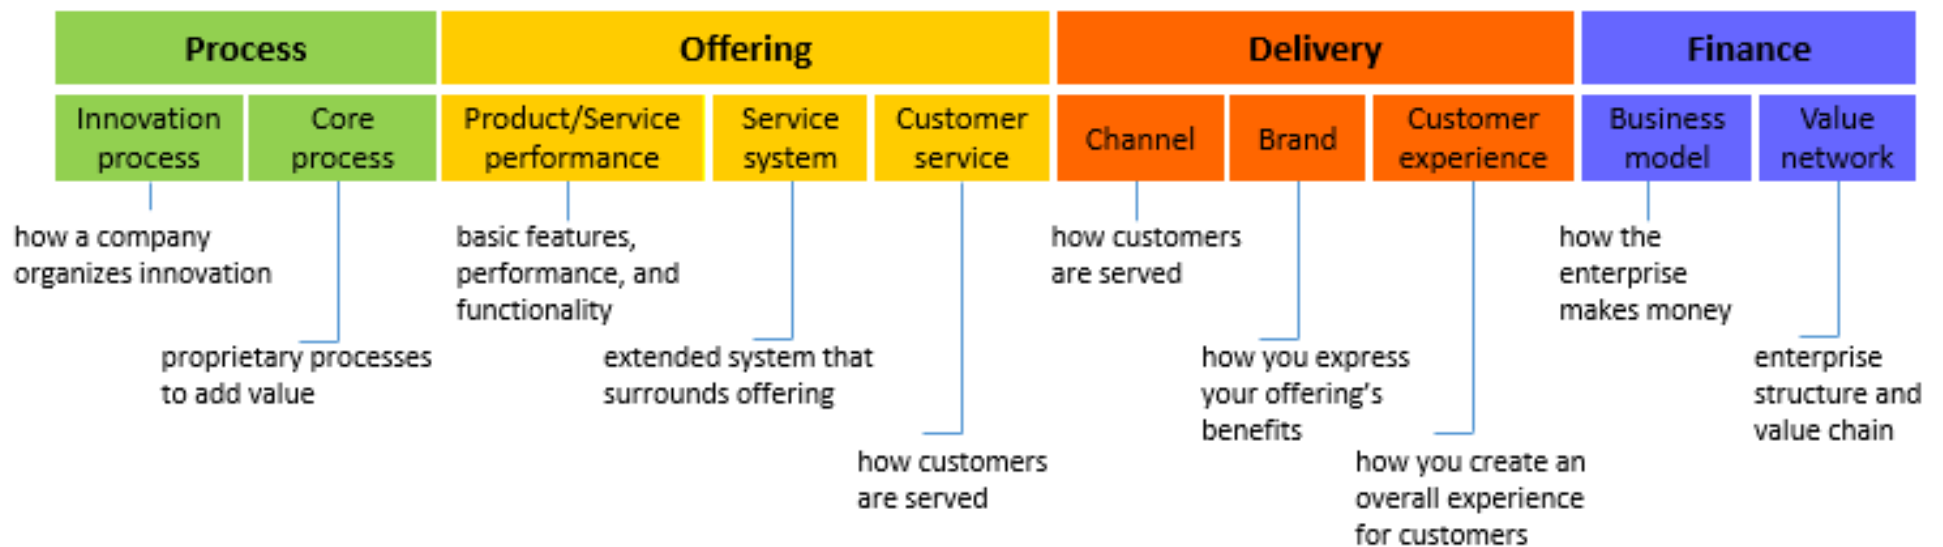 Process
Offering
Delivery
Finance
Innovation
process
Core
process
Product/Service
performance
Service
system
Customer
service
Channel
Brand
Customer
experience
Business
model
Value
network
how a company
organizes innovation
proprietary processes
to add value
basic features,
performance, and
functionality
extended system that
surrounds offering
how customers
are served
how customers
are served
how you express
your offering's
benefits
how you create an
overall experience
for customers
how the
enterprise
makes money
enterprise
structure and
value chain